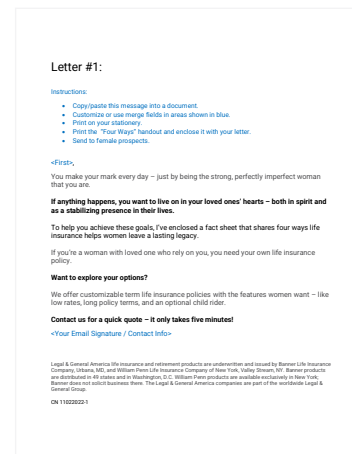 Letter #1:
Instructions:
• Copy/paste this message into a document.
• Customize or use merge fields in areas shown in blue.
• Print on your stationery.
• Print the "Four Ways" handout and enclose it with your letter.
• Send to female prospects.
<First>,
You make your mark every day – just by being the strong, perfectly imperfect woman
that you are.
If anything happens, you want to live on in your loved ones' hearts – both in spirit and
as a stabilizing presence in their lives.
To help you achieve these goals, I've enclosed a fact sheet that shares four ways life
insurance helps women leave a lasting legacy.
If you're a woman with loved one who rely on you, you need your own life insurance
policy.
Want to explore your options?
We offer customizable term life insurance policies with the features women want – like
low rates, long policy terms, and an optional child rider.
Contact us for a quick quote – it only takes five minutes!
<Your Email Signature / Contact Info>
Legal & General America life insurance and retirement products are underwritten and issued by Banner Life Insurance
Company, Urbana, MD, and William Penn Life Insurance Company of New York, Valley Stream, NY. Banner products
are distributed in 49 states and in Washington, D.C. William Penn products are available exclusively in New York;
Banner does not solicit business there. The Legal & General America companies are part of the worldwide Legal &
General Group.
CN 11022022-1